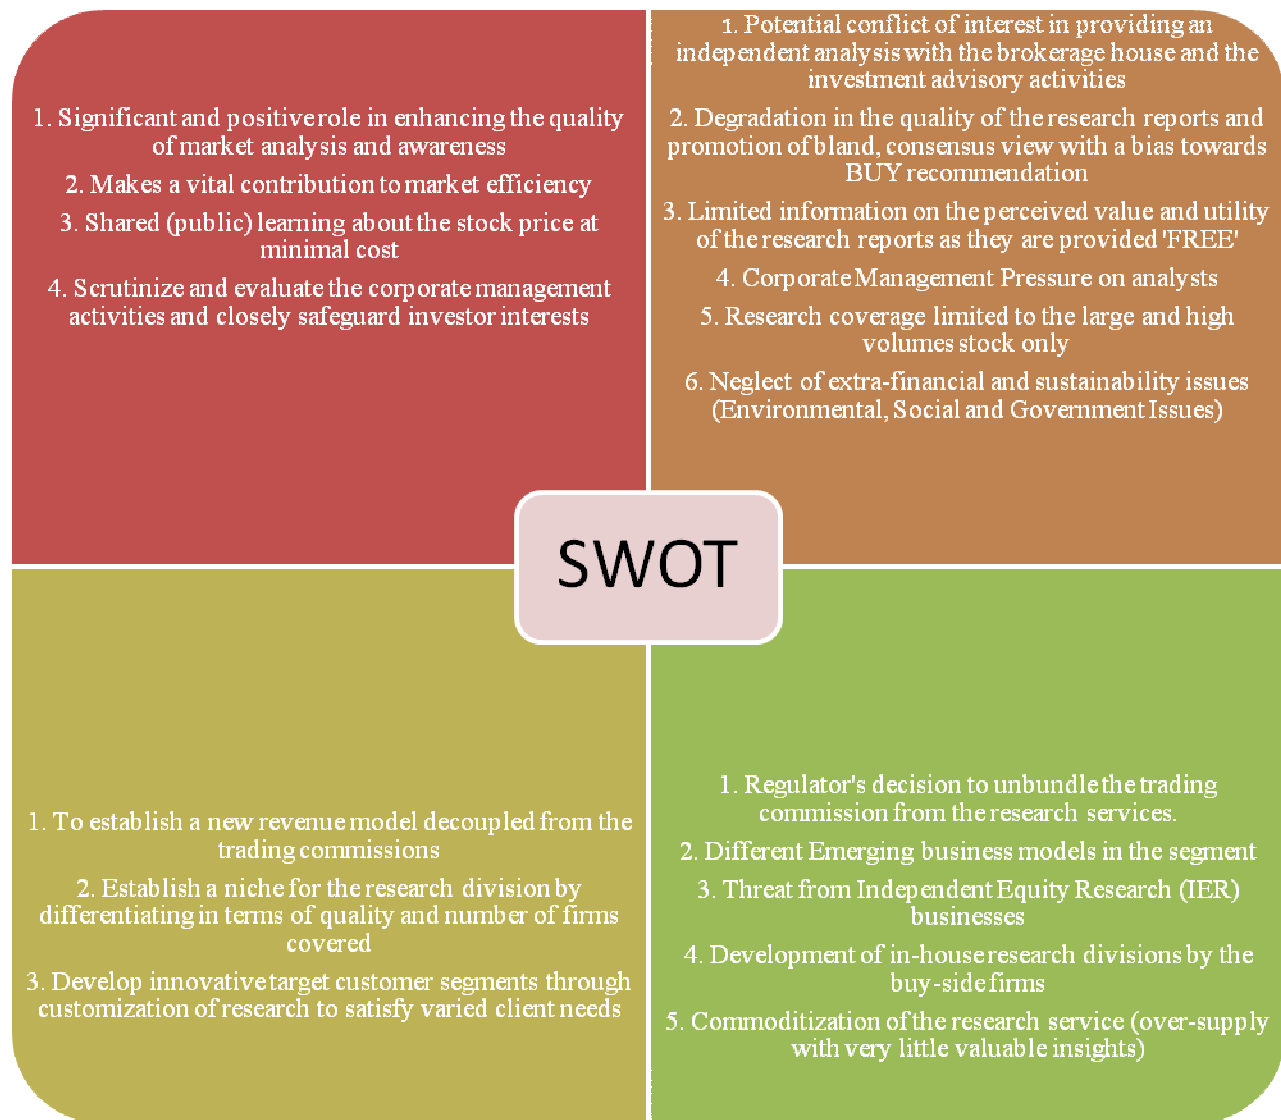 1. Significant and positive role in enhancing the quality
of market analysis and awareness
2. Makes a vital contribution to market efficiency
3. Shared (public) learning about the stock price at
minimal cost
4. Scrutinize and evaluate the corporate management
activities and closely safeguard investor interests
1. Potential conflict of interest in providing an
independent analysis with the brokerage house and the
investment advisory activities
2. Degradation in the quality of the research reports and
promotion of bland, consensus view with a bias towards
BUY recommendation
3. Limited information on the perceived value and utility
of the research reports as they are provided 'FREE'
4. Corporate Management Pressure on analysts
5. Research coverage limited to the large and high
volumes stock only
6. Neglect of extra-financial and sustainability issues
(Environmental, Social and Government Issues)
SWOT
1. To establish a new revenue model decoupled from the
trading commissions
2. Establish a niche for the research division by
differentiating in terms of quality and number of firms
covered
3. Develop innovative target customer segments through
customization of research to satisfy varied client needs
1. Regulator's decision to unbundle the trading
commission from the research services.
2. Different Emerging business models in the segment
3. Threat from Independent Equity Research (IER)
businesses
4. Development of in-house research divisions by the
buy-side firms
5. Commoditization of the research service (over-supply
with very little valuable insights)